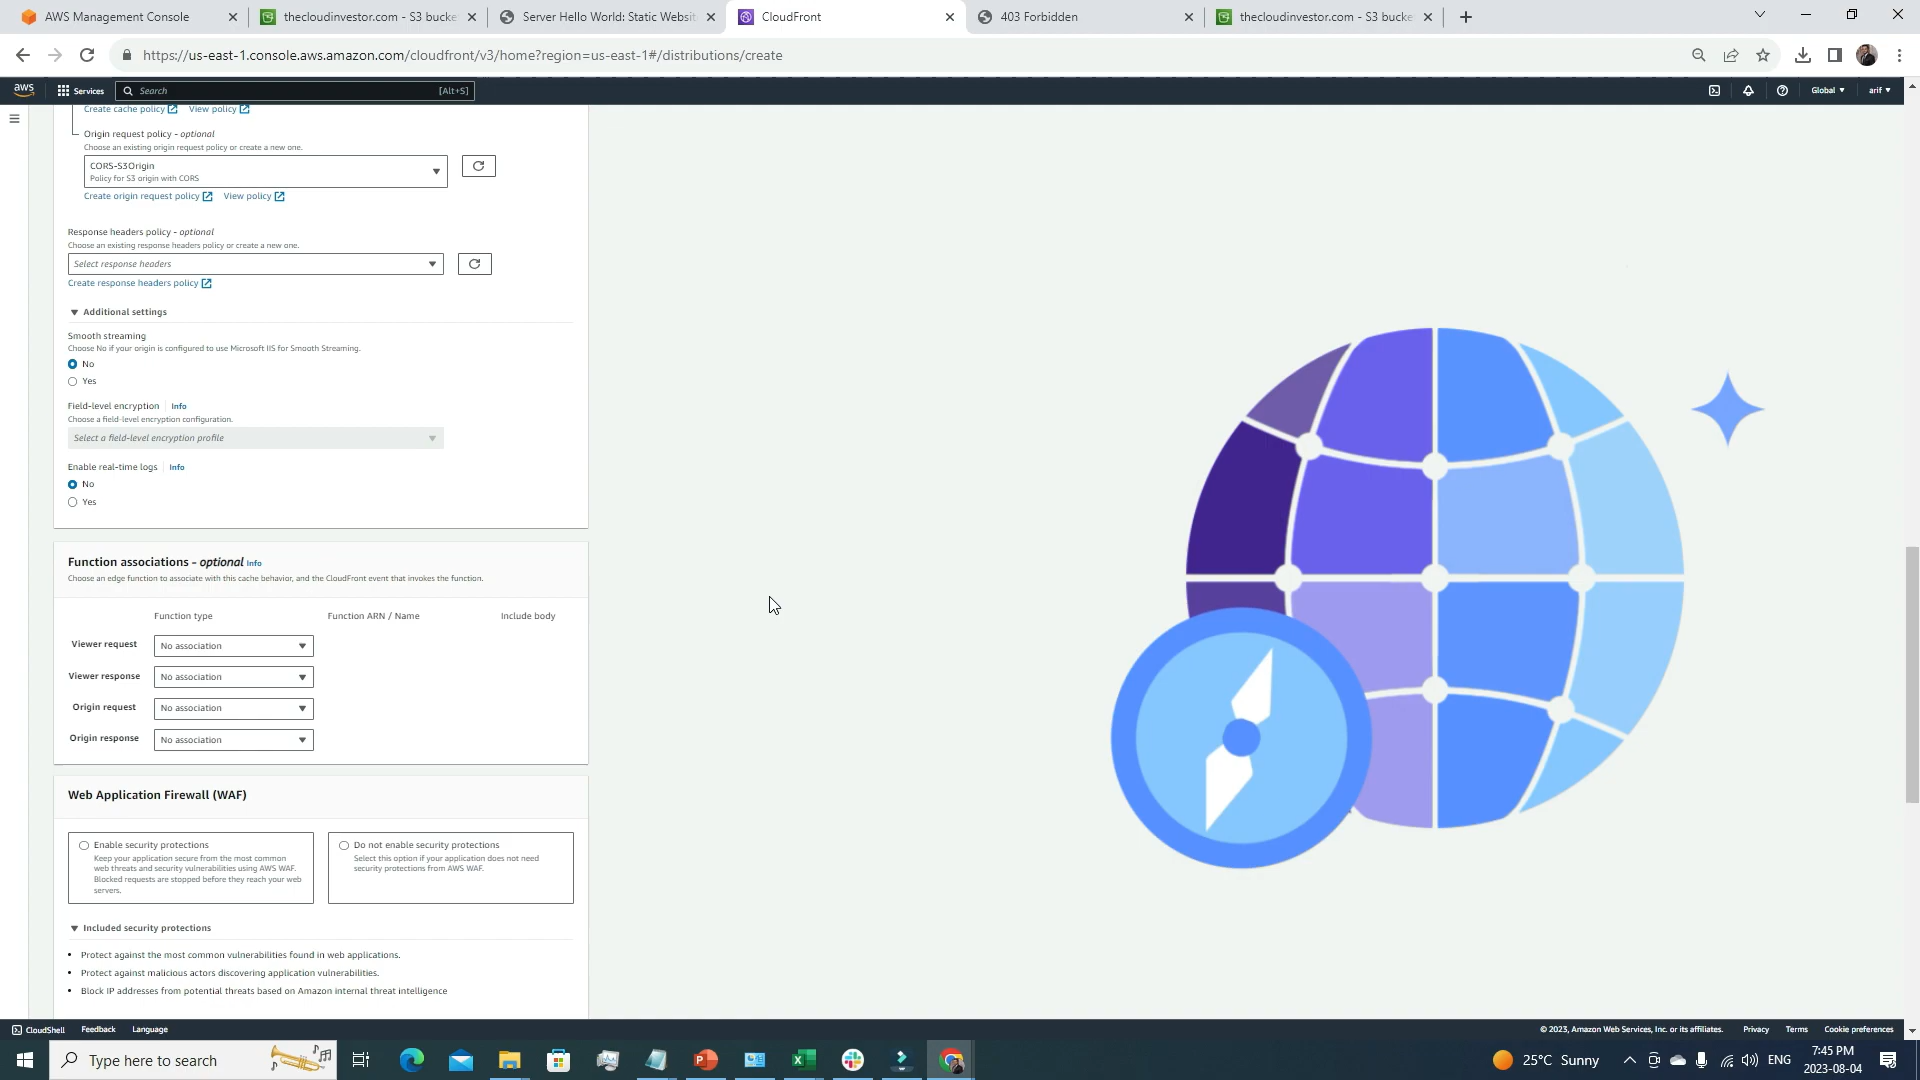 AWS Management Console
thecloudinvestor.com - S3 bucke
Server Hello World: Static Websit
CloudFront
403 Forbidden
thecloudinvestor.com - S3 bucke
https://us-east-1.console.aws.amazon.com/cloudfront/v3/home?region=us-east-1#/distributions/create
aws
Services
Search
[Alt+S]
Global
arif
Create cache policy
View policy
Origin request policy - optional
Choose an existing origin request policy or create a new one.
CORS-S3Origin
Policy for S3 origin with CORS
Create origin request policy
View policy
Response headers policy - optional
Choose an existing response headers policy or create a new one.
Select response headers
Create response headers policy
Additional settings
Smooth streaming
Choose No if your origin is configured to use Microsoft IIS for Smooth Streaming.
No
Yes
Field-level encryption
Info
Choose a field-level encryption configuration.
Select a field-level encryption profile
Enable real-time logs
Info
No
Yes
Function associations - optional Info
Choose an edge function to associate with this cache behavior, and the CloudFront event that invokes the function.
Function type
Function ARN / Name
Include body
Viewer request
No association
Viewer response
No association
Origin request
No association
Origin response
No association
Web Application Firewall (WAF)
Enable security protections
Keep your application secure from the most common
web threats and security vulnerabilities using AWS WAF.
Blocked requests are stopped before they reach your web
servers.
Do not enable security protections
Select this option if your application does not need
security protections from AWS WAF.
Included security protections
Protect against the most common vulnerabilities found in web applications.
Protect against malicious actors discovering application vulnerabilities.
Block IP addresses from potential threats based on Amazon internal threat intelligence
CloudShell
Feedback
Language
© 2023, Amazon Web Services, Inc. or its affiliates.
Privacy
Terms
Cookie preferences
Type here to search
25°C Sunny
ENG
7:45 PM
2023-08-04